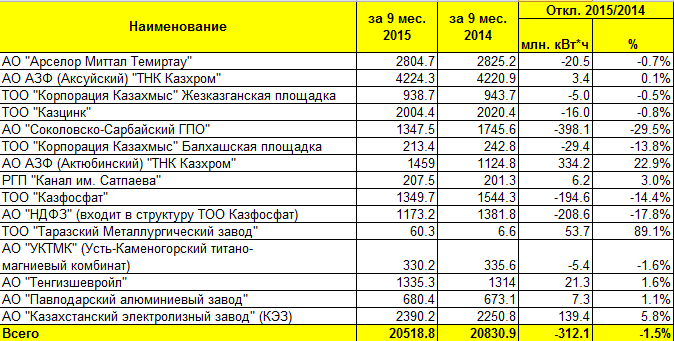 Наименование за 9 мес. 2015 за 9 мес. 2014 Откл. 2015/2014
млн. кВт*ч %
АО "Арселор Миттал Темиртау" 2804.7 2825.2 -20.5 -0.7%
АО АЗФ (Аксуйский) "ТНК Казхром" 4224.3 4220.9 3.4 0.1%
ТОО "Корпорация Казахмыс" Жезказганская площадка 938.7 943.7 -5.0 -0.5%
ТОО "Казцинк" 2004.4 2020.4 -16.0 -0.8%
АО "Соколовско-Сарбайский ГПО" 1347.5 1745.6 -398.1 -29.5%
ТОО "Корпорация Казахмыс" Балхашская площадка 213.4 242.8 -29.4 -13.8%
АО АЗФ (Актюбинский) "ТНК Казхром" 1459 1124.8 334.2 22.9%
РГП "Канал им. Сатпаева" 207.5 201.3 6.2 3.0%
ТОО "Казфосфат" 1349.7 1544.3 -194.6 -14.4%
АО "НДФЗ" (входит в структуру ТОО Казфосфат) 1173.2 1381.8 -208.6 -17.8%
ТОО "Таразский Металлургический завод" 60.3 6.6 53.7 89.1%
АО "УКТМК" (Усть-Каменогорский титано-
магниевый комбинат) 330.2 335.6 -5.4 -1.6%
АО "Тенгизшевройл" 1335.3 1314 21.3 1.6%
АО "Павлодарский алюминиевый завод" 680.4 673.1 7.3 1.1%
АО "Казахстанский электролизный завод" (КЭЗ) 2390.2 2250.8 139.4 5.8%
Всего 20518.8 20830.9 -312.1 -1.5%